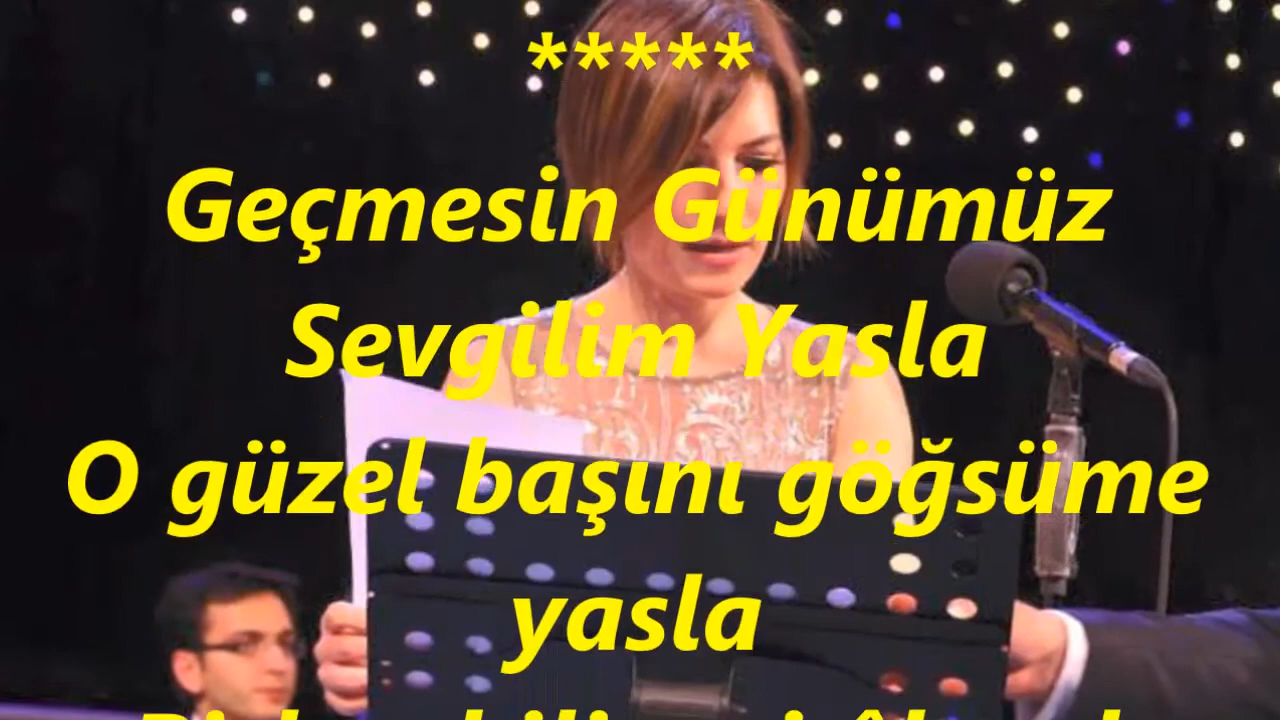 *****
Geçmesin Günümüz
Sevgilim Yasla
O güzel başını göğsüme
yasla